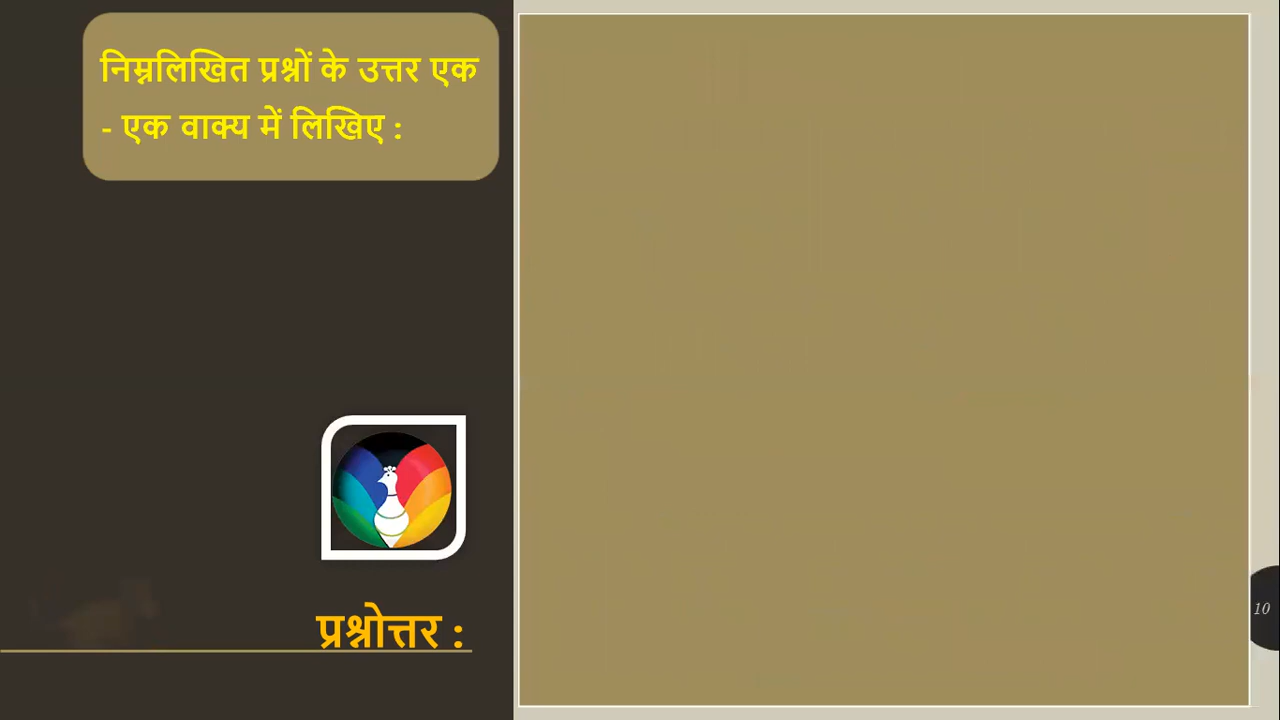 निम्नलिखित प्रश्नों के उत्तर एक
- एक वाक्य में लिखिए :
प्रश्नोत्तर :
10